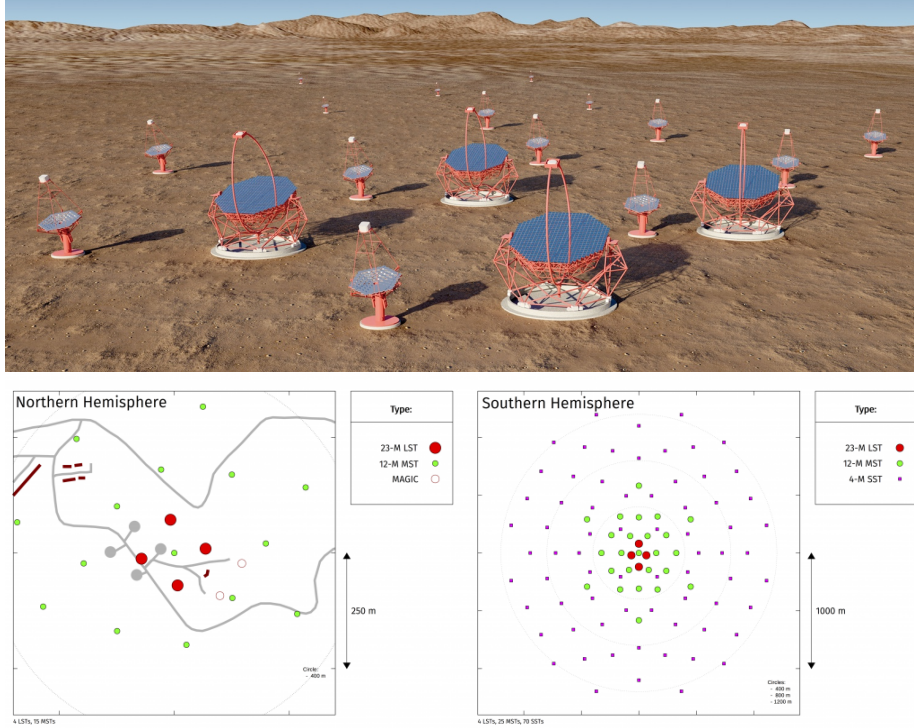 Northern Hemisphere
Type:
23-M LST
12-M MST
MAGIC
250 m
Circle:
- 400 m
4 LSTs, 15 MSTs
Southern Hemisphere
Type:
23-M LST
12-M MST
4-M SST
1000 m
Circles:
- 400 m
- 800 m
- 1200 m
4 LSTs, 25 MSTs, 70 SSTs